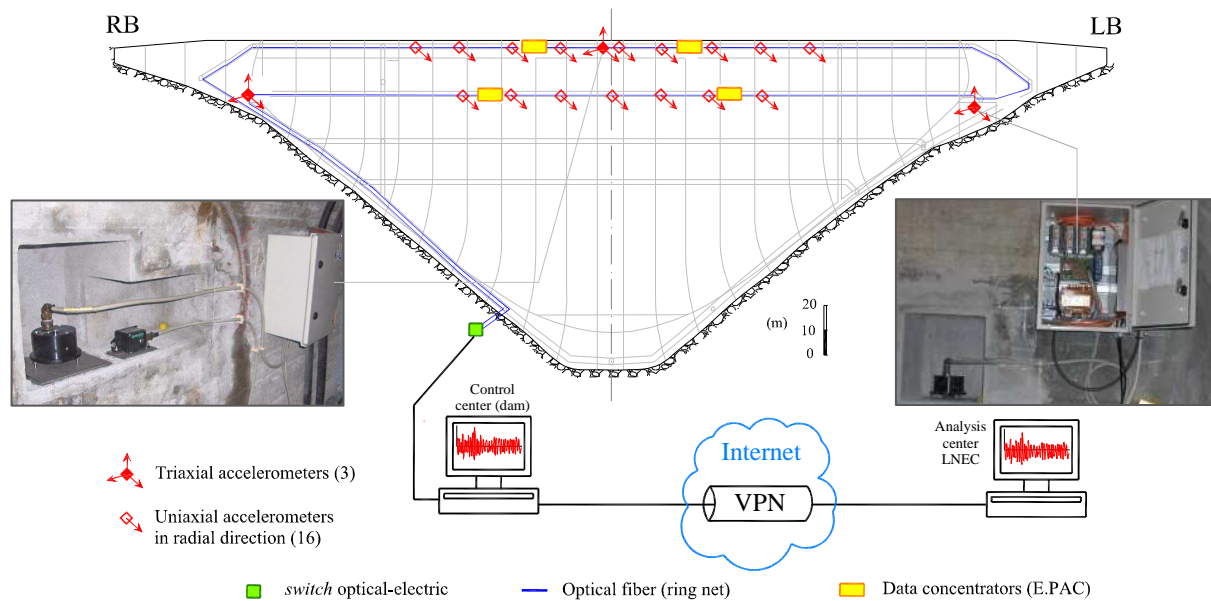 RB
LB
20
(m)
10
0
Control
center (dam)
Internet
VPN
Analysis
center
LNEC
Triaxial accelerometers (3)
Uniaxial accelerometers
in radial direction (16)
switch optical-electric
Optical fiber (ring net)
Data concentrators (E.PAC)